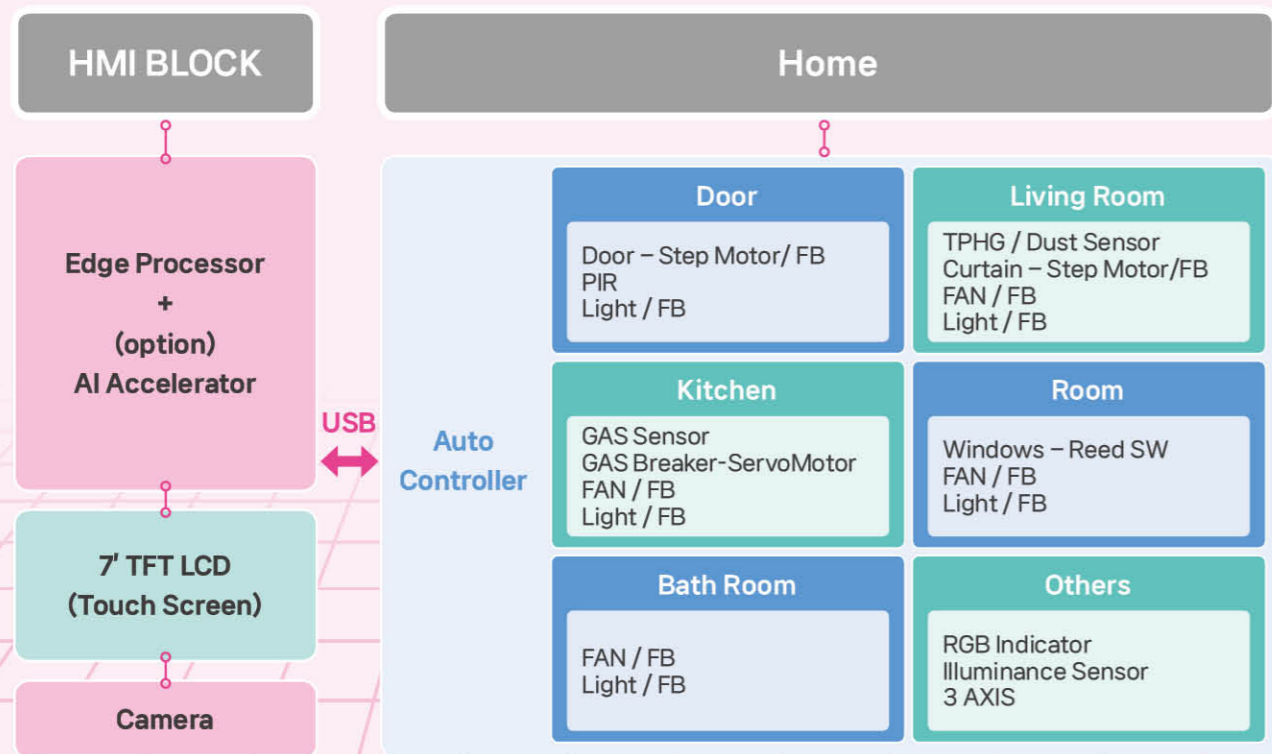 HMI BLOCK
Edge Processor
+
(option)
AI Accelerator
7' TFT LCD
(Touch Screen)
Camera
USB
Home
Auto
Controller
Door
Door – Step Motor/ FB
PIR
Light / FB
Living Room
TPHG / Dust Sensor
Curtain – Step Motor/FB
FAN / FB
Light / FB
Kitchen
GAS Sensor
GAS Breaker-ServoMotor
FAN / FB
Light / FB
Room
Windows – Reed SW
FAN / FB
Light / FB
Bath Room
FAN / FB
Light / FB
Others
RGB Indicator
Illuminance Sensor
3 AXIS